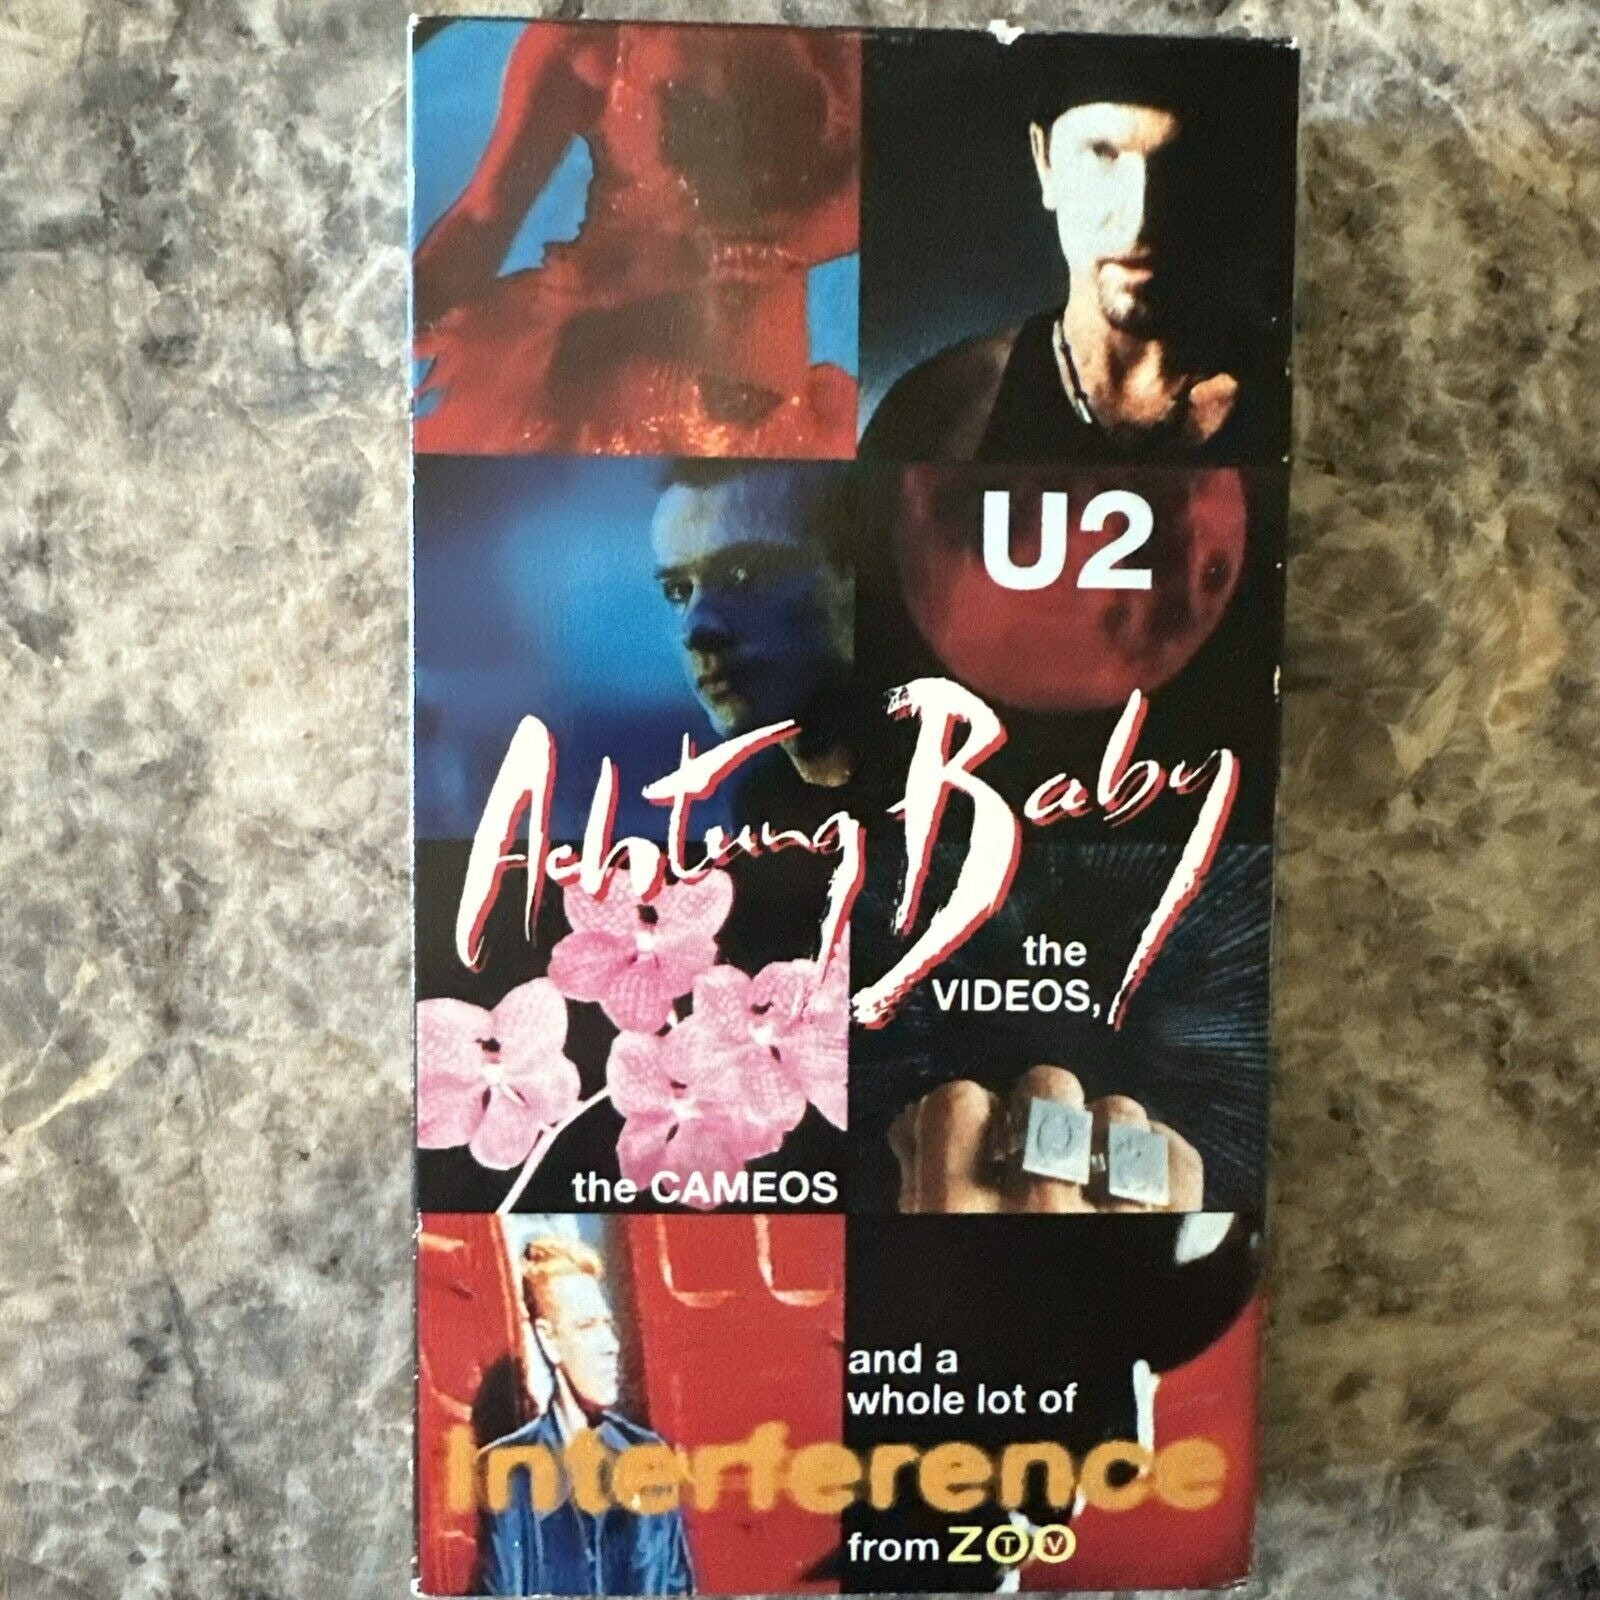 U2
Achtung Baby
the
VIDEOS,
the CAMEOS
and a
whole lot of
Interference
from ZOO
TV